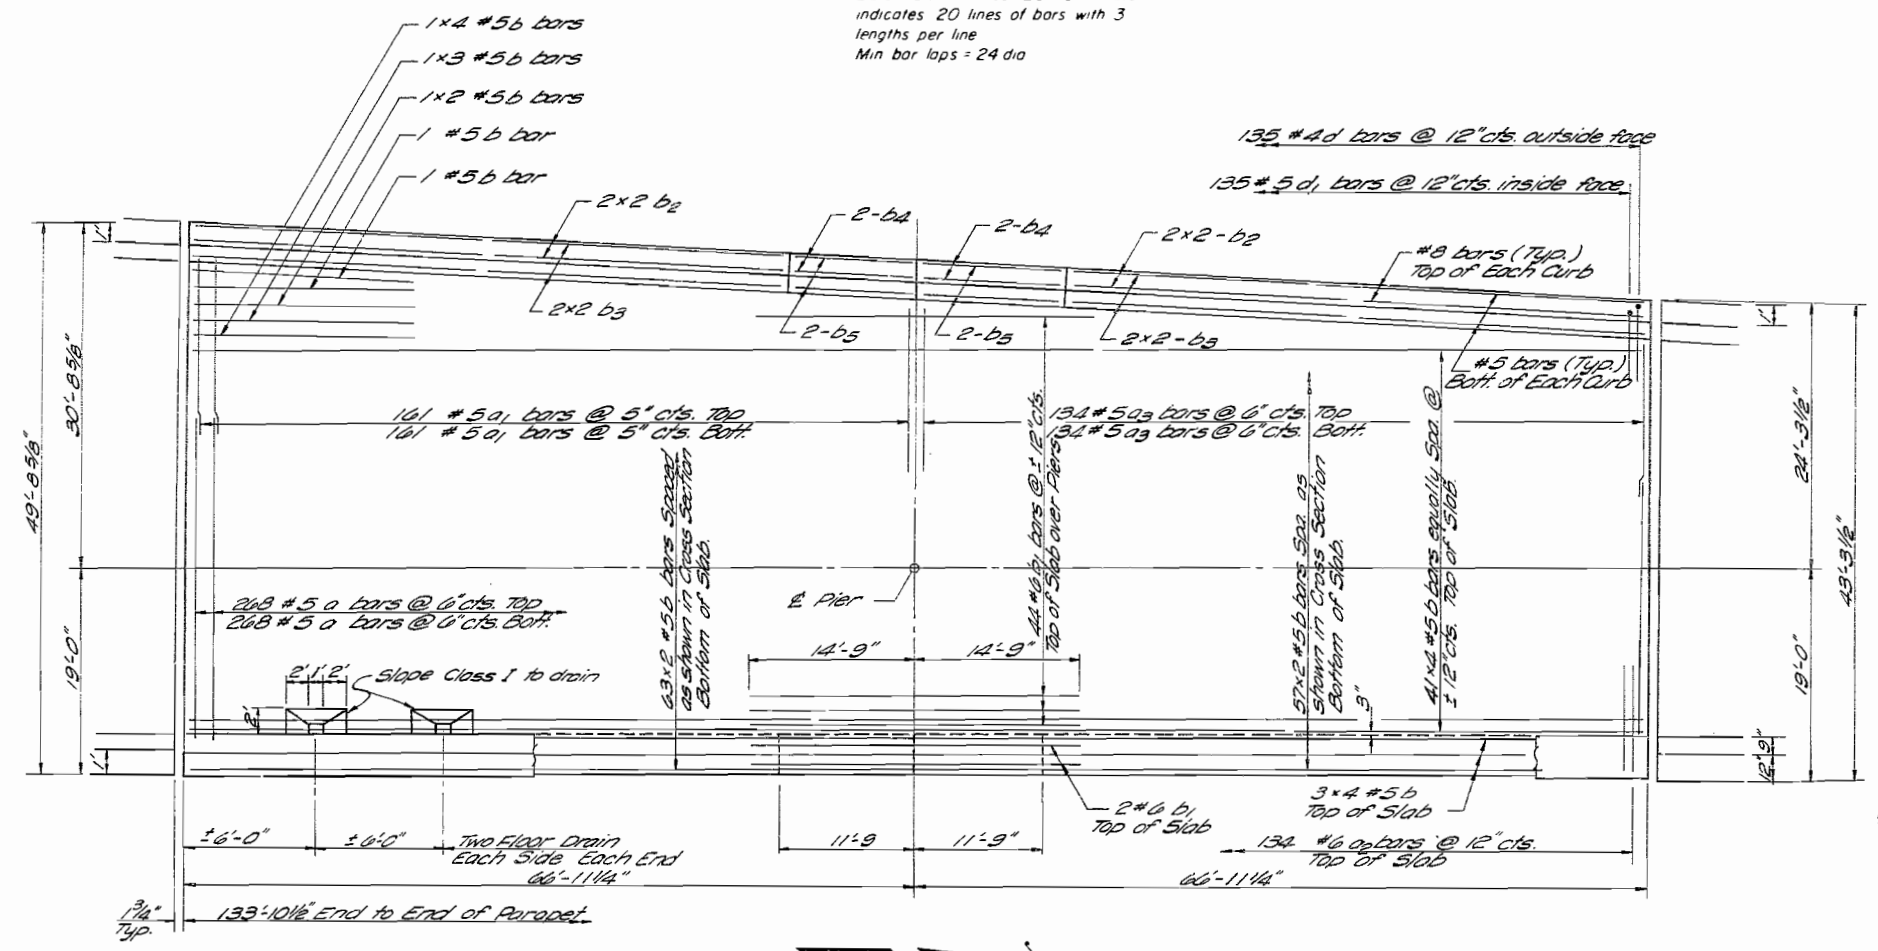 indicates 20 lines of bars with 3
lengths per line
Min bar laps = 24 dia
1×4 #5b bars
1×3 #5b bars
1×2 #5b bars
1 #5b bar
1 #5b bar
2×2 b2
2×2 b3
2-b4
2-b5
2-b4
2-b5
2×2-b2
2×2-b3
135 #4d bars @ 12"cts. outside face
135 #5d1 bars @ 12"cts. inside face
#8 bars (Typ.)
Top of Each Curb
#5 bars (Typ.)
Bott. of Each Curb
1'
30'-8 5/8"
49'-8 5/8"
19'-0"
1'
161 #5a1 bars @ 5" cts. Top
161 #5a1 bars @ 5" cts. Bott.
134 #5a3 bars @ 6" cts. Top
134 #5a3 bars @ 6" cts. Bott.
63×2 #5b bars Spaced
as shown in Cross Section
Bottom of Slab.
44 #6b1 bars @ ± 12"cts.
Top of Slab over Piers
57×2 #5b bars Spa. as
shown in Cross Section
Bottom of Slab.
41×4 #5b bars equally Spa. @
± 12"cts. Top of Slab.
1'
24'-3 1/2"
43'-3 1/2"
19'-0"
9"
12"
℄ Pier
268 #5 a bars @ 6"cts. Top
268 #5 a bars @ 6"cts. Bott.
2' 1' 2'
2'
Slope Class I to drain
14'-9" 14'-9"
3"
2#6 b1
Top of Slab
3×4 #5b
Top of Slab
134 #6 a2 bars @ 12"cts.
Top of Slab
±6'-0" ±6'-0"
Two Floor Drain
Each Side Each End
11'-9 11'-9"
66'-11 1/4" 66'-11 1/4"
1 3/4"
Typ.
133'-10 1/2" End to End of Parapet